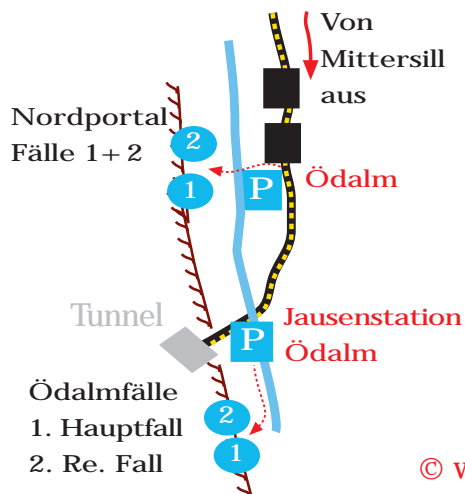 Von
Mittersill
aus
Nordportal
Fälle 1+2
2
1
P
Ödalm
Tunnel
P
Jausenstation
Ödalm
Ödalmfälle
1. Hauptfall
2. Re. Fall
2
1
©